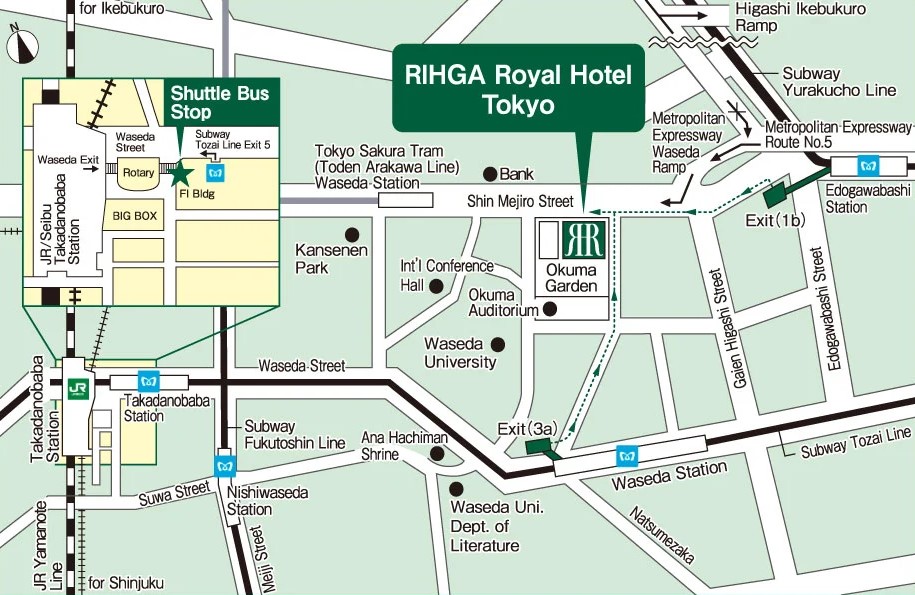 for Ikebukuro
Higashi Ikebukuro
Ramp
N
RIHGA Royal Hotel
Tokyo
Subway
Yurakucho Line
Shuttle Bus
Stop
Metropolitan
Expressway
Waseda
Ramp
Metropolitan Expressway
Route No.5
Waseda
Street
Subway
Tozai Line Exit 5
Waseda Exit
Rotary
FI Bldg
BIG BOX
JR/Seibu
Takadanobaba
Station
Tokyo Sakura Tram
(Toden Arakawa Line)
Waseda Station
Bank
Shin Mejiro Street
Edogawabashi
Station
Exit(1b)
Kansenen
Park
RR
Okuma
Garden
Int'l Conference
Hall
Okuma
Auditorium
Waseda
University
Gaien Higashi Street
Edogawabashi Street
Waseda Street
Takadanobaba
Station
JR
Takadanobaba
Station
Subway
Fukutoshin Line
Ana Hachiman
Shrine
Exit(3a)
Waseda Station
Subway Tozai Line
Suwa Street
Nishiwaseda
Station
Waseda Uni.
Dept. of
Literature
Natsumezaka
Meiji Street
JR Yamanote
Line
for Shinjuku